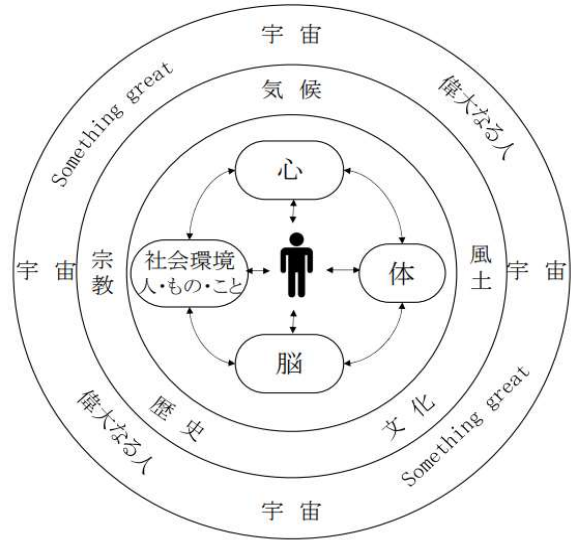 宇宙
Something great
偉大なる人
気候
心
宗教
社会環境
人・もの・こと
体
風土
宇宙
宇宙
脳
歴史
文化
偉大なる人
Something great
宇宙